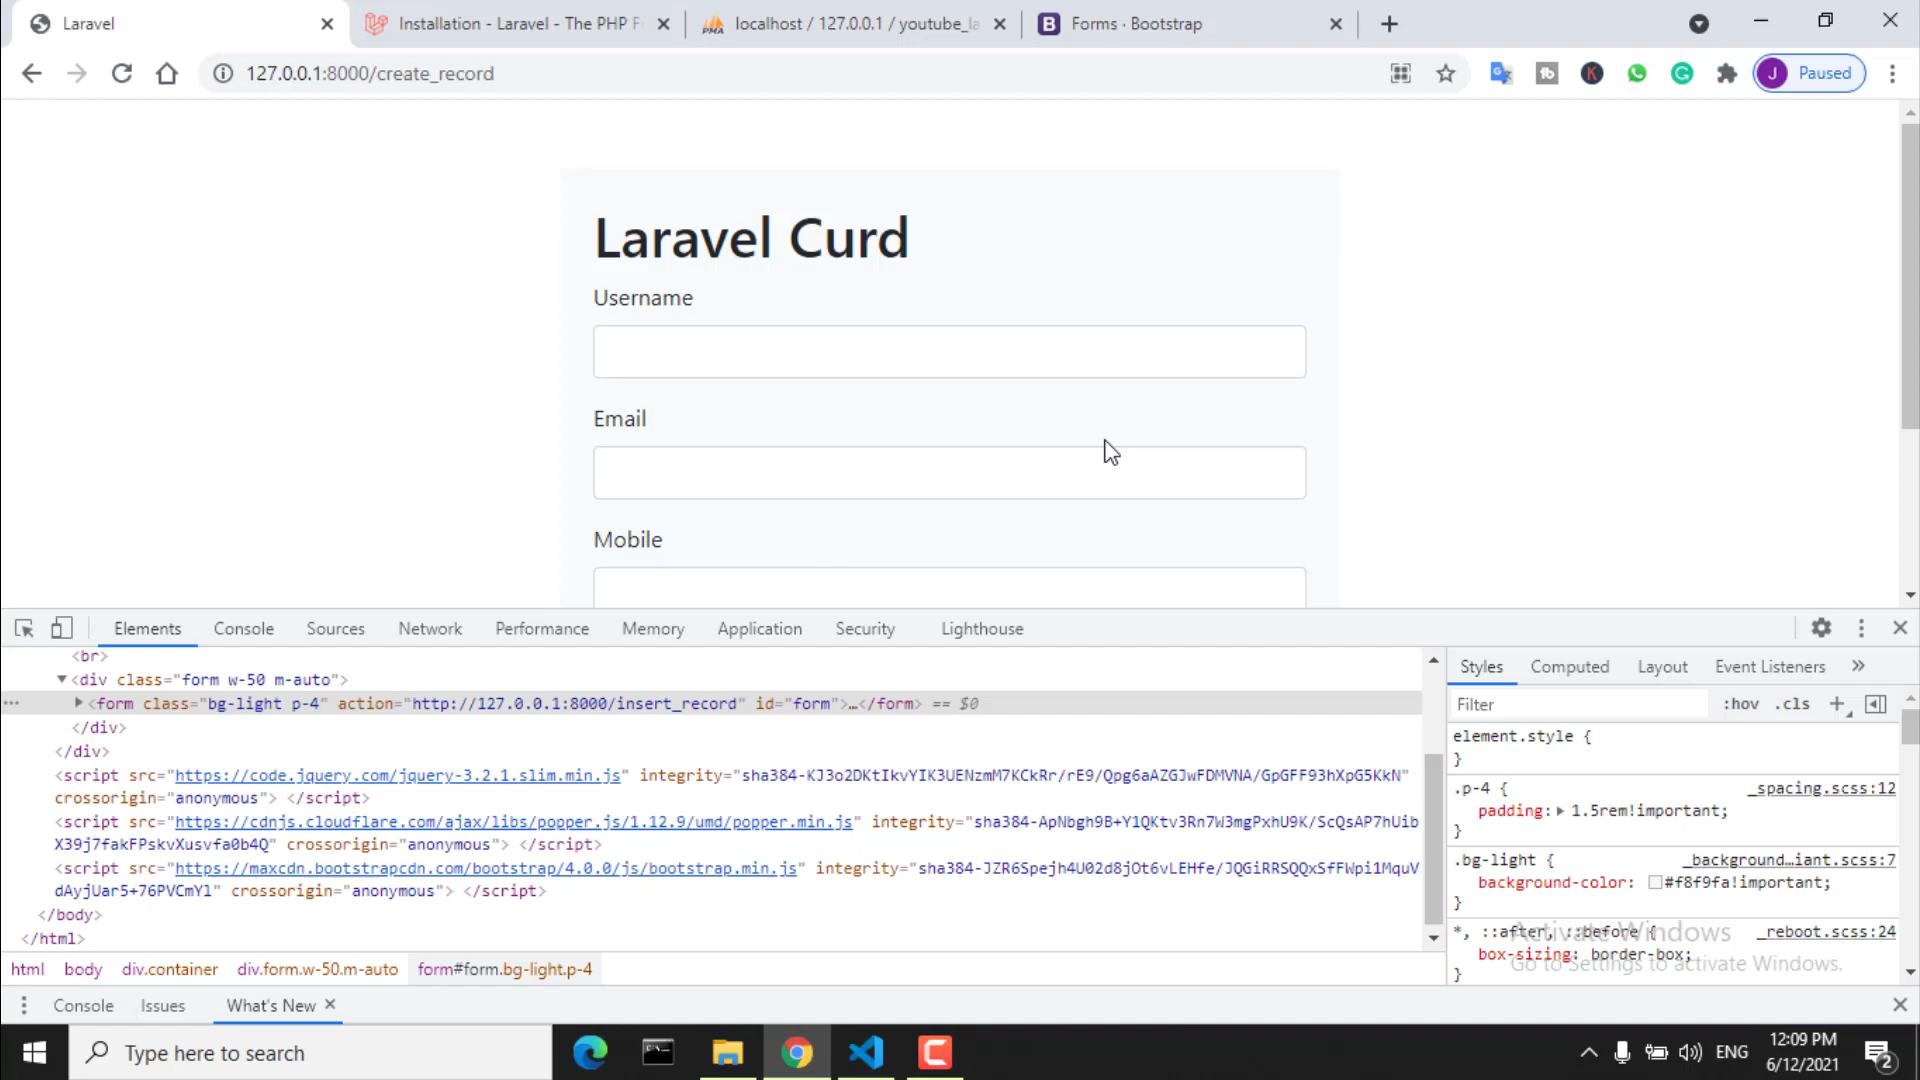 Laravel
Installation - Laravel - The PHP F
localhost / 127.0.0.1 / youtube_la
B
Forms · Bootstrap
127.0.0.1:8000/create_record
J
Paused
Laravel Curd
Username
Email
Mobile
Elements
Console
Sources
Network
Performance
Memory
Application
Security
Lighthouse
<br>
<div class="form w-50 m-auto">
<form class="bg-light p-4" action="http://127.0.0.1:8000/insert_record" id="form">…</form> == $0
</div>
</div>
<script src="https://code.jquery.com/jquery-3.2.1.slim.min.js" integrity="sha384-KJ3o2DKtIkvYIK3UENzmM7KCkRr/rE9/Qpg6aAZGJwFDMVNA/GpGFF93hXpG5KkN"
crossorigin="anonymous"> </script>
<script src="https://cdnjs.cloudflare.com/ajax/libs/popper.js/1.12.9/umd/popper.min.js" integrity="sha384-ApNbgh9B+Y1QKtv3Rn7W3mgPxhU9K/ScQsAP7hUib
X39j7fakFPskvXusvfa0b4Q" crossorigin="anonymous"> </script>
<script src="https://maxcdn.bootstrapcdn.com/bootstrap/4.0.0/js/bootstrap.min.js" integrity="sha384-JZR6Spejh4U02d8jOt6vLEHfe/JQGiRRSQQxSfFWpi1MquV
dAyjUar5+76PVCmYl" crossorigin="anonymous"> </script>
</body>
</html>
html
body
div.container
div.form.w-50.m-auto
form#form.bg-light.p-4
Styles
Computed
Layout
Event Listeners
Filter
:hov
.cls
element.style {
}
.p-4 {
_spacing.scss:12
padding: 1.5rem!important;
}
.bg-light {
_background…iant.scss:7
background-color: #f8f9fa!important;
}
*, ::after, ::before {
_reboot.scss:24
box-sizing: border-box;
}
Activate Windows
Go to Settings to activate Windows.
Console
Issues
What's New
Type here to search
ENG
12:09 PM
6/12/2021
2